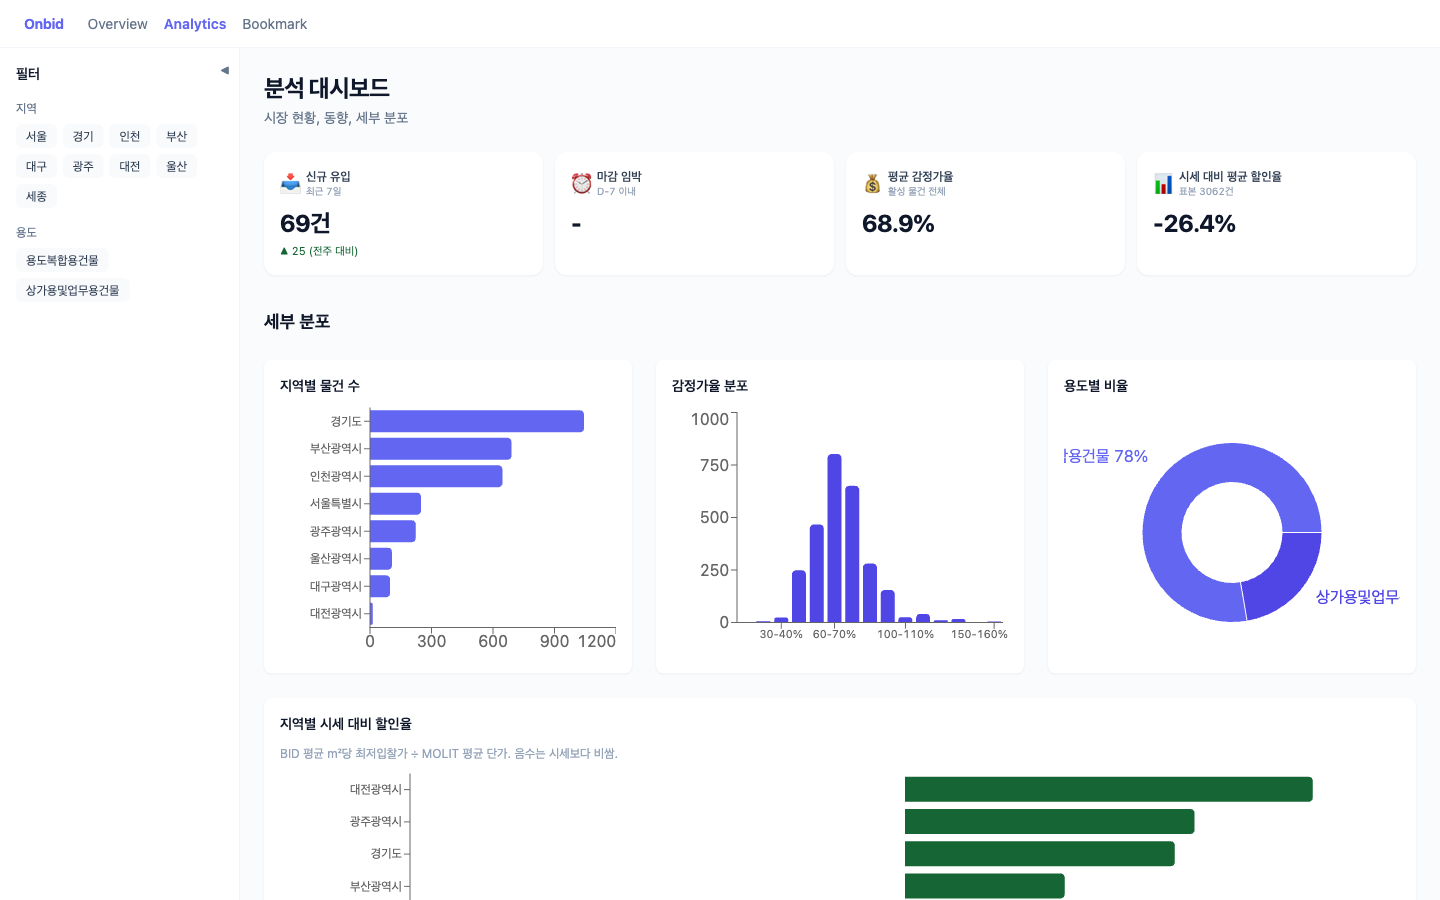 Onbid Overview Analytics Bookmark
필터
지역
서울 경기 인천 부산
대구 광주 대전 울산
세종
용도
용도복합용건물
상가용및업무용건물
분석 대시보드
시장 현황, 동향, 세부 분포
신규 유입
최근 7일
69건
▲ 25 (전주 대비)
마감 임박
D-7 이내
-
평균 감정가율
활성 물건 전체
68.9%
시세 대비 평균 할인율
표본 3062건
-26.4%
세부 분포
지역별 물건 수
경기도
부산광역시
인천광역시
서울특별시
광주광역시
울산광역시
대구광역시
대전광역시
0 300 600 900 1200
감정가율 분포
1000
750
500
250
0
30-40% 60-70% 100-110% 150-160%
용도별 비율
용건물 78%
상가용및업무
지역별 시세 대비 할인율
BID 평균 m²당 최저입찰가 ÷ MOLIT 평균 단가. 음수는 시세보다 비쌈.
대전광역시
광주광역시
경기도
부산광역시